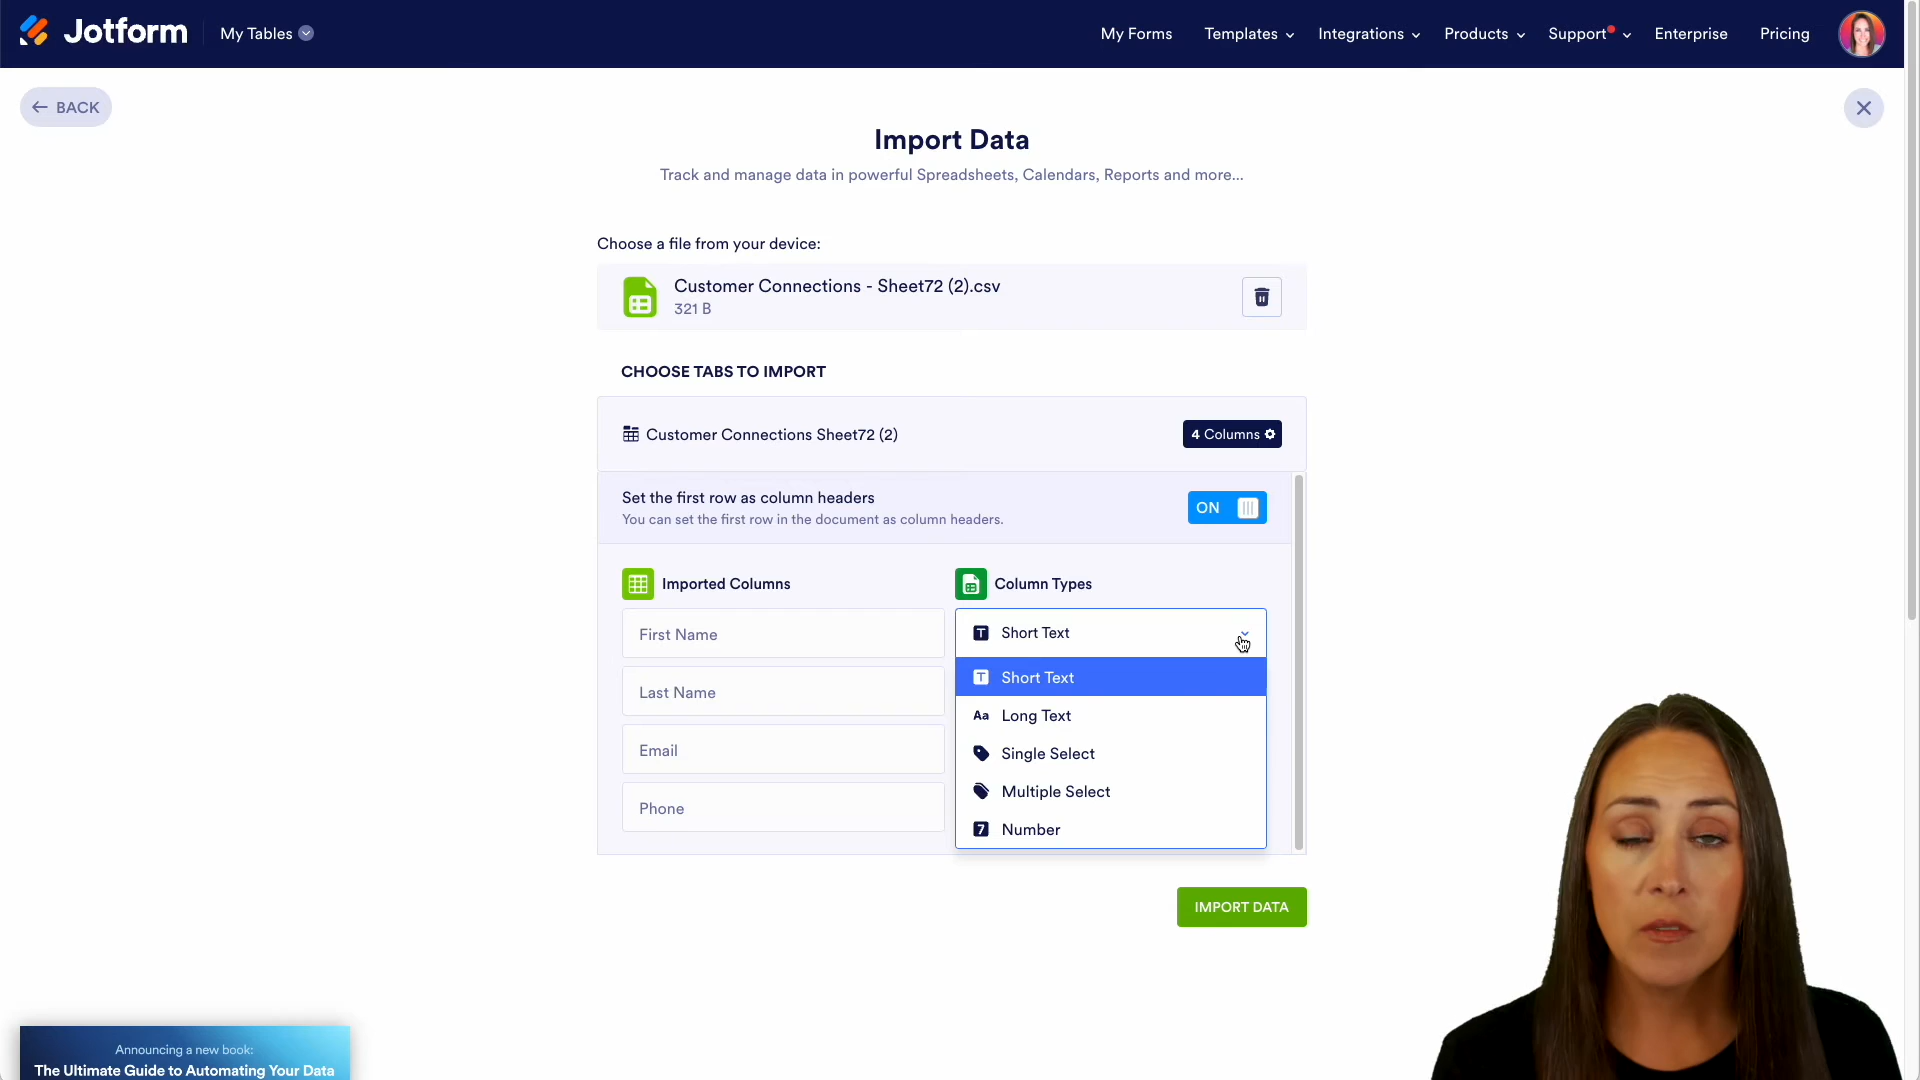 Jotform
My Tables
My Forms
Templates
Integrations
Products
Support
Enterprise
Pricing
BACK
Import Data
Track and manage data in powerful Spreadsheets, Calendars, Reports and more...
Choose a file from your device:
Customer Connections - Sheet72 (2).csv
321 B
CHOOSE TABS TO IMPORT
Customer Connections Sheet72 (2)
4 Columns
Set the first row as column headers
You can set the first row in the document as column headers.
ON
Imported Columns
Column Types
First Name
Short Text
Last Name
Short Text
Long Text
Email
Single Select
Multiple Select
Phone
Number
IMPORT DATA
Announcing a new book:
The Ultimate Guide to Automating Your Data